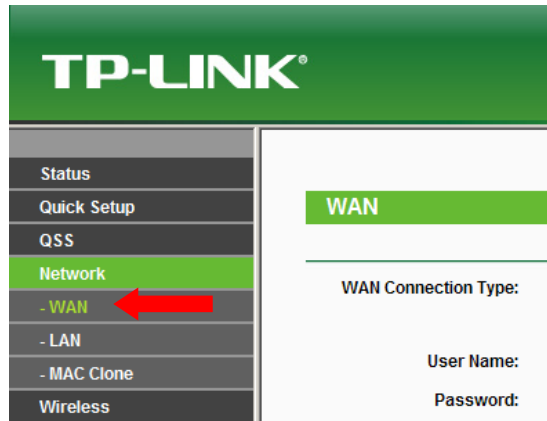 TP-LINK®
Status
Quick Setup
QSS
Network
- WAN
- LAN
- MAC Clone
Wireless
WAN
WAN Connection Type:
User Name:
Password: